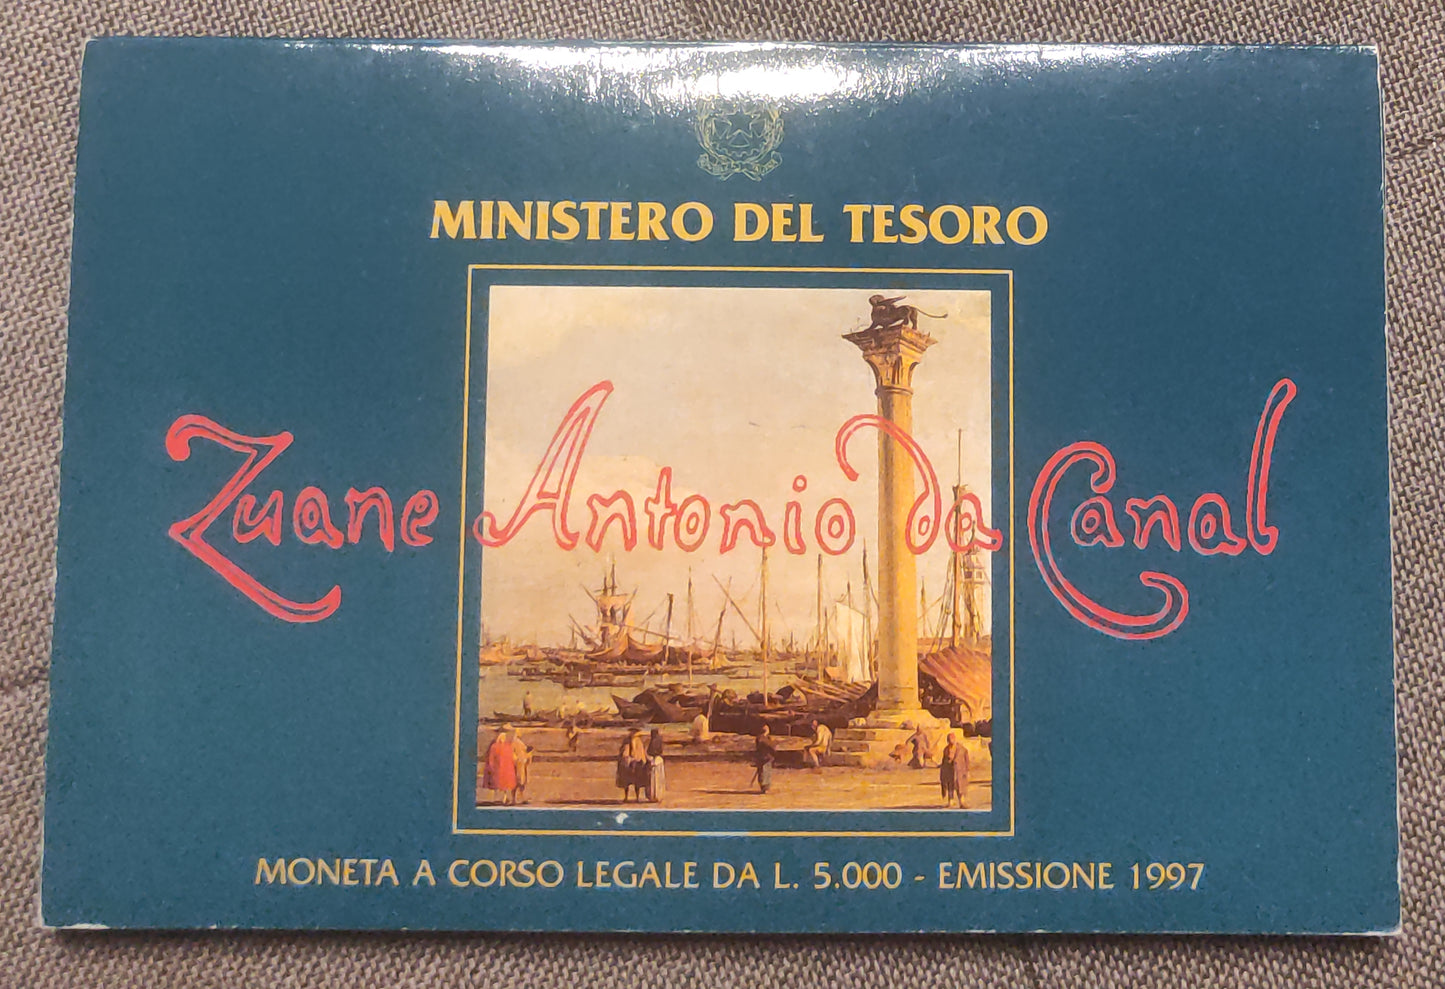 MINISTERO DEL TESORO
Zuane Antonio da Canal
MONETA A CORSO LEGALE DA L. 5.000 - EMISSIONE 1997